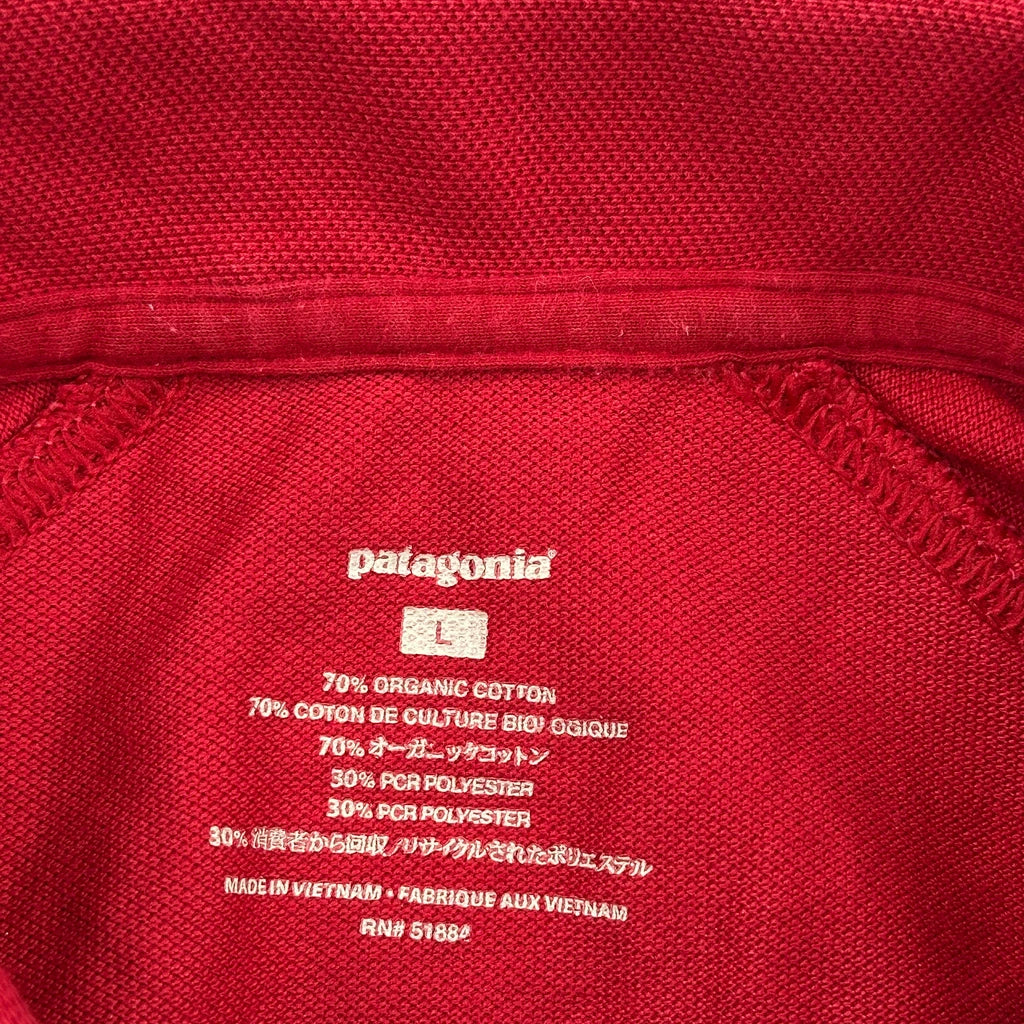 patagonia®
L
70% ORGANIC COTTON
70% COTON DE CULTURE BIOLOGIQUE
70% オーガニックコットン
30% PCR POLYESTER
30% PCR POLYESTER
30% 消費者から回収/リサイクルされたポリエステル
MADE IN VIETNAM • FABRIQUE AUX VIETNAM
RN# 51884